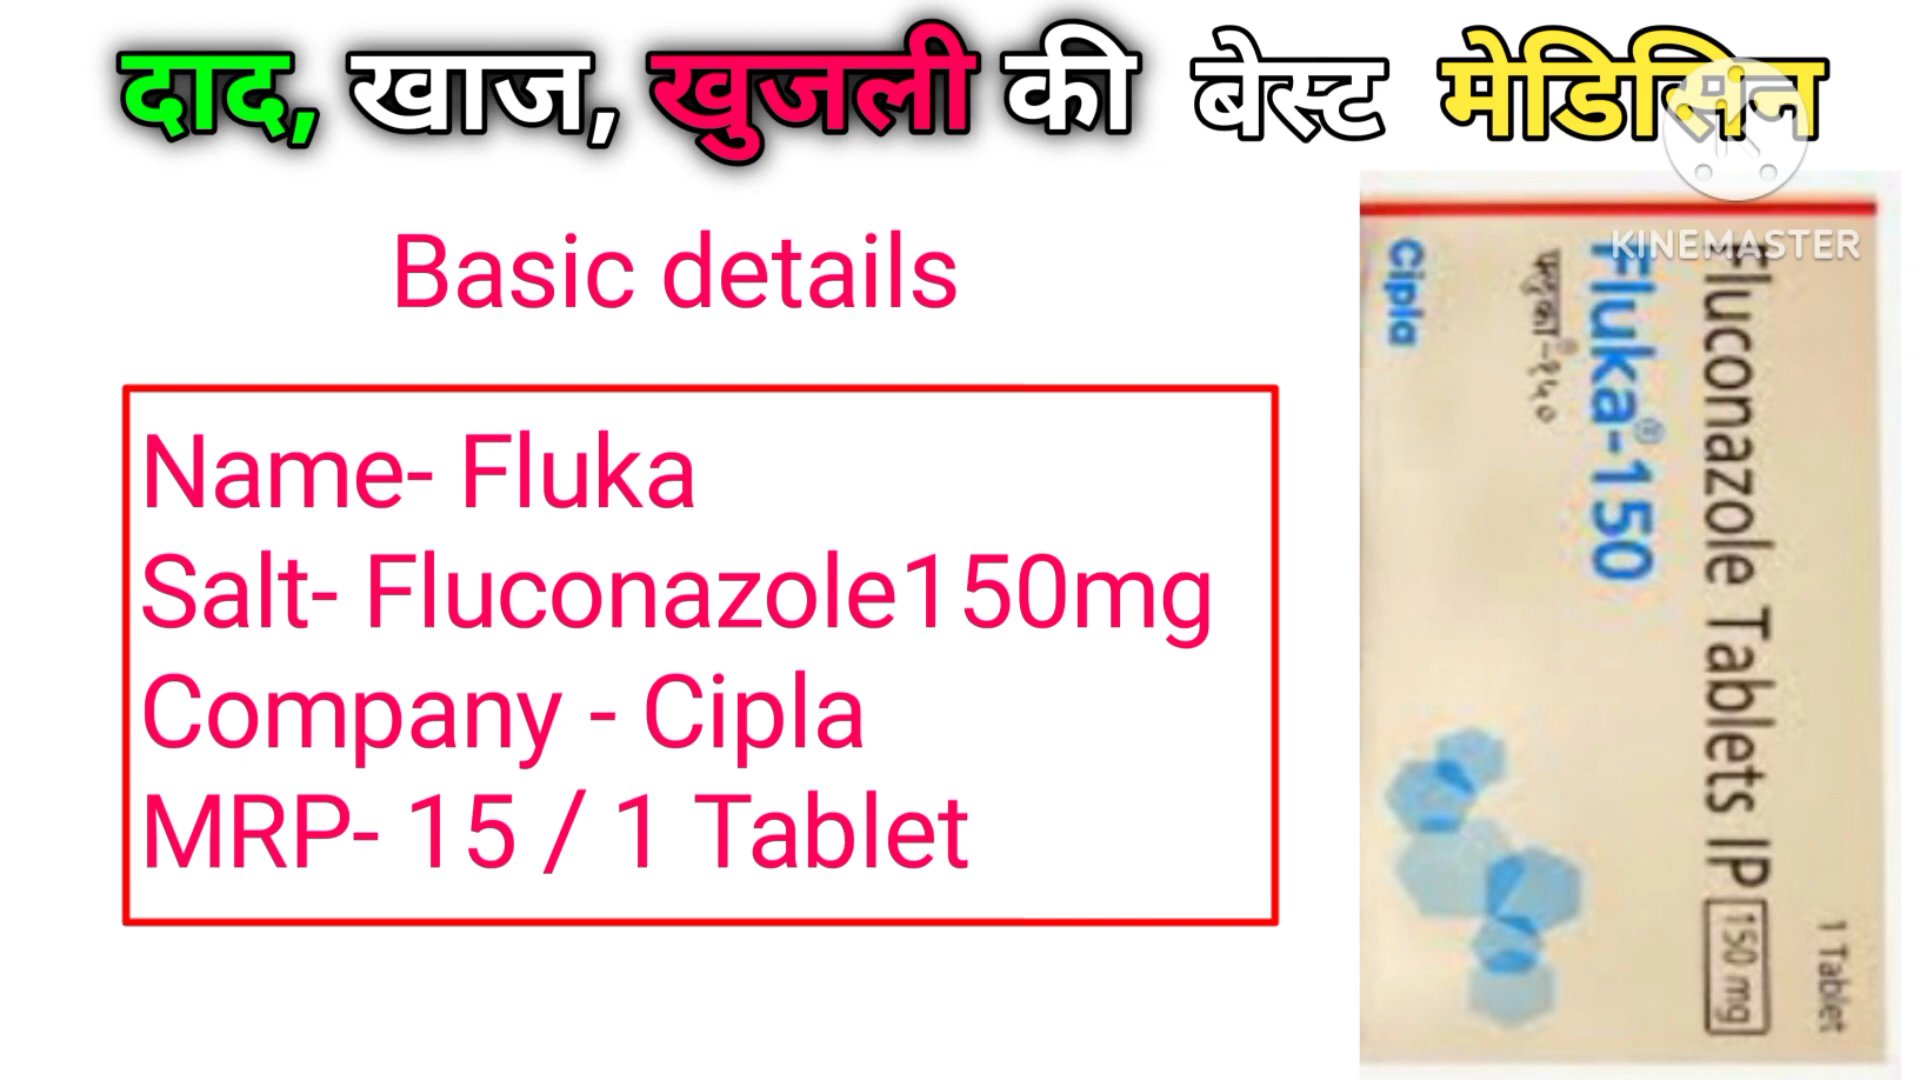 दाद, खाज, खुजली की बेस्ट मेडिसिन
KINEMASTER
Basic details
Name- Fluka
Salt- Fluconazole150mg
Company - Cipla
MRP- 15 / 1 Tablet
1 Tablet
Fluconazole Tablets IP 150 mg
Fluka®-150
फ्लुका®-१५०
Cipla